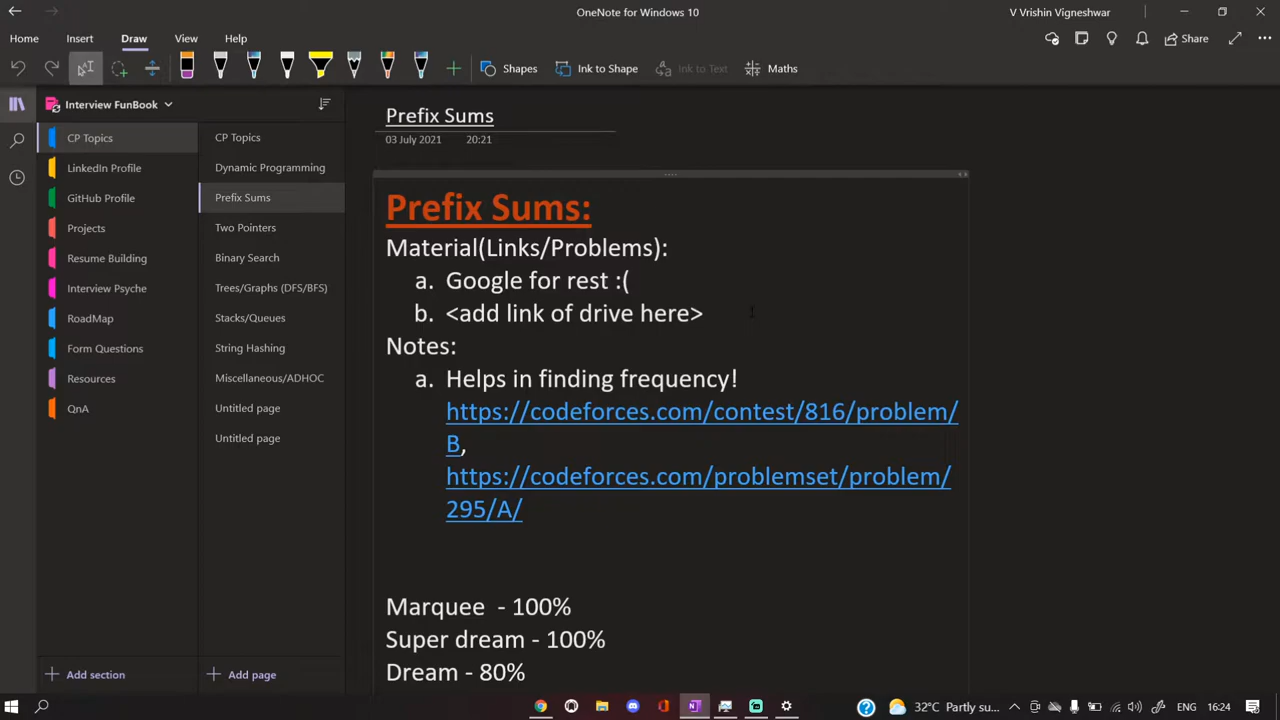 OneNote for Windows 10
V Vrishin Vigneshwar
Home Insert Draw View Help
Share
Shapes Ink to Shape Ink to Text Maths
Interview FunBook
CP Topics
LinkedIn Profile
GitHub Profile
Projects
Resume Building
Interview Psyche
RoadMap
Form Questions
Resources
QnA
Add section
CP Topics
Dynamic Programming
Prefix Sums
Two Pointers
Binary Search
Trees/Graphs (DFS/BFS)
Stacks/Queues
String Hashing
Miscellaneous/ADHOC
Untitled page
Untitled page
Add page
Prefix Sums
03 July 2021 20:21
Prefix Sums:
Material(Links/Problems):
a. Google for rest :(
b. <add link of drive here>
Notes:
a. Helps in finding frequency!
https://codeforces.com/contest/816/problem/
B,
https://codeforces.com/problemset/problem/
295/A/
Marquee - 100%
Super dream - 100%
Dream - 80%
32°C Partly su...
ENG
16:24